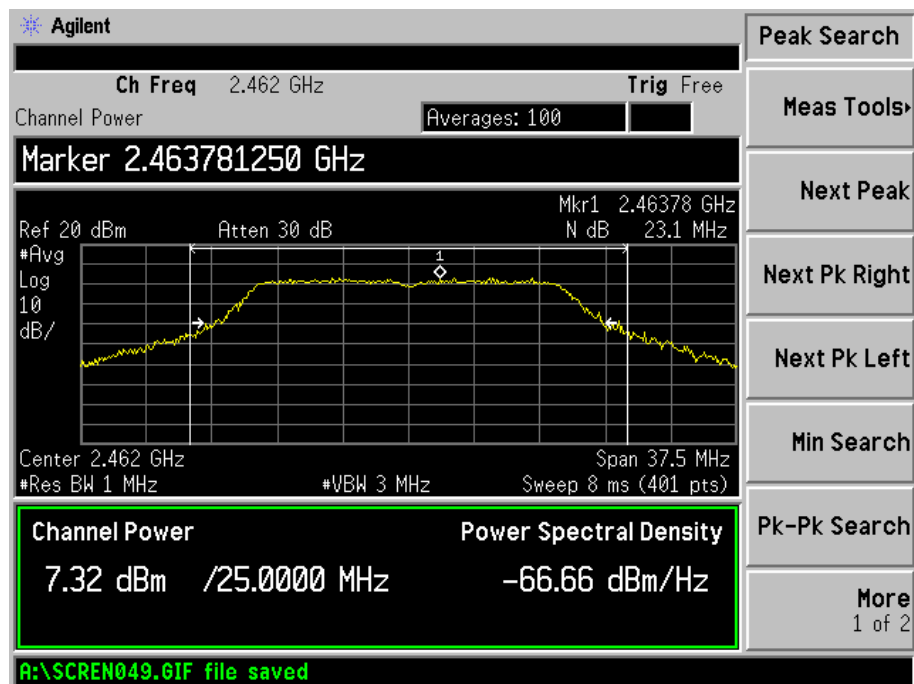 Agilent
Peak Search
Ch Freq 2.462 GHz Trig Free
Channel Power Averages: 100
Marker 2.463781250 GHz
Mkr1 2.46378 GHz
Ref 20 dBm Atten 30 dB N dB 23.1 MHz
#Avg
Log
10
dB/
1
Center 2.462 GHz Span 37.5 MHz
#Res BW 1 MHz #VBW 3 MHz Sweep 8 ms (401 pts)
Channel Power Power Spectral Density
7.32 dBm /25.0000 MHz -66.66 dBm/Hz
A:\SCREN049.GIF file saved
Meas Tools
Next Peak
Next Pk Right
Next Pk Left
Min Search
Pk-Pk Search
More
1 of 2